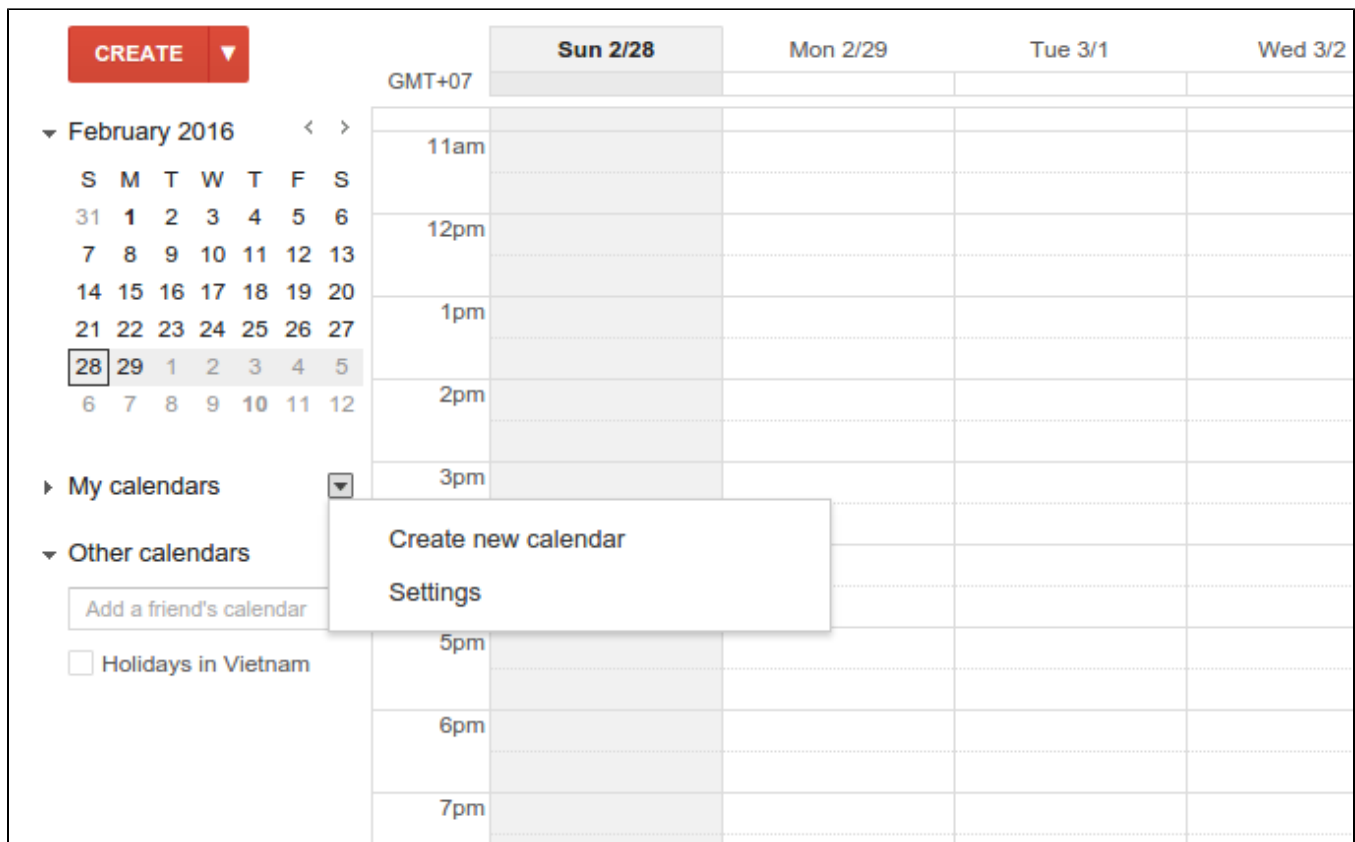 CREATE
Sun 2/28 Mon 2/29 Tue 3/1 Wed 3/2
GMT+07
February 2016 < >
S M T W T F S
31 1 2 3 4 5 6
7 8 9 10 11 12 13
14 15 16 17 18 19 20
21 22 23 24 25 26 27
28 29 1 2 3 4 5
6 7 8 9 10 11 12
My calendars
Other calendars
Add a friend's calendar
Holidays in Vietnam
Create new calendar
Settings
11am
12pm
1pm
2pm
3pm
5pm
6pm
7pm